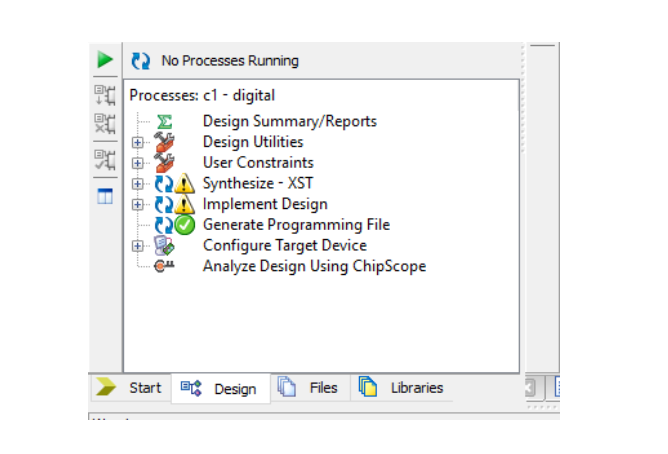 No Processes Running
Processes: c1 - digital
Design Summary/Reports
Design Utilities
User Constraints
Synthesize - XST
Implement Design
Generate Programming File
Configure Target Device
Analyze Design Using ChipScope
Start Design Files Libraries